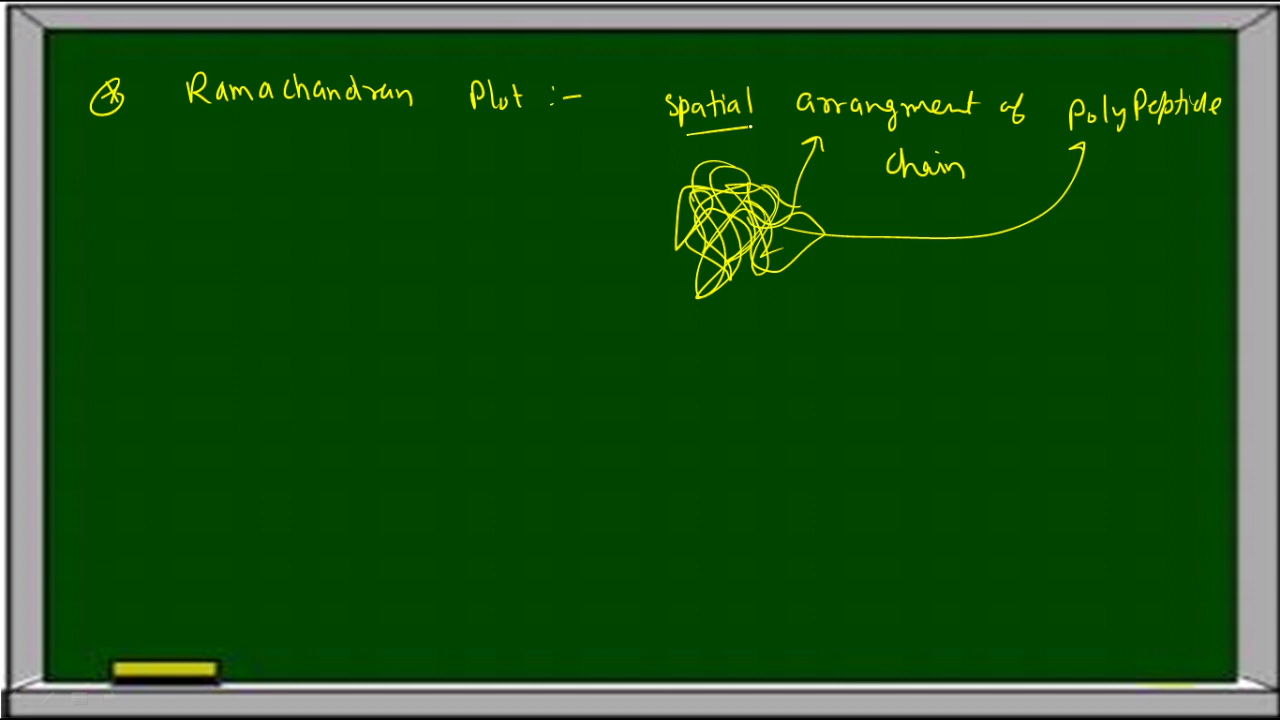 Ramachandran Plot :- Spatial arrangment of PolyPeptide
chain